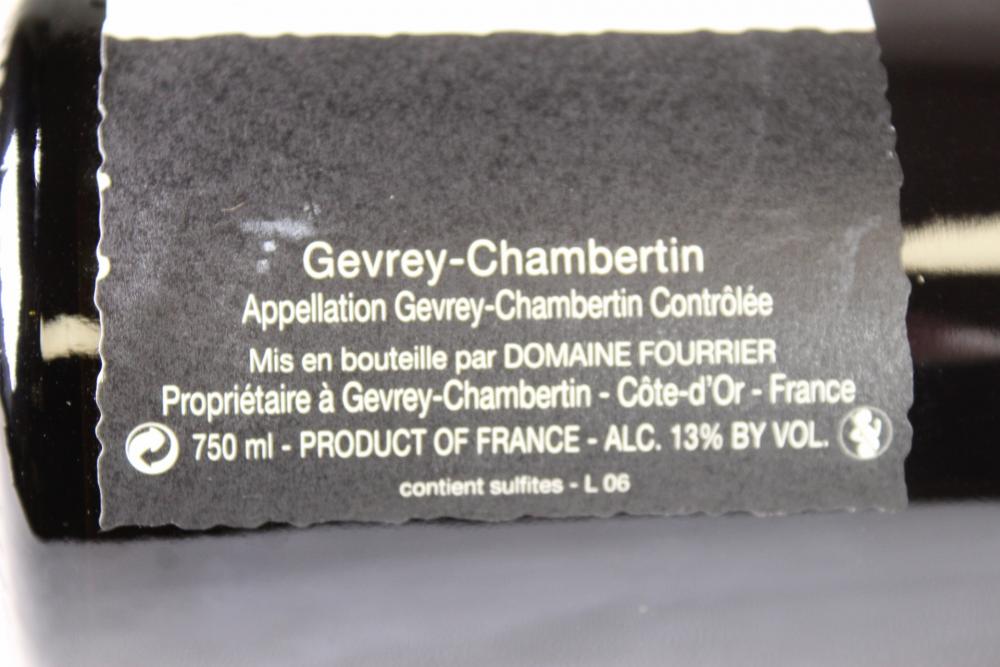 Gevrey-Chambertin
Appellation Gevrey-Chambertin Contrôlée
Mis en bouteille par DOMAINE FOURRIER
Propriétaire à Gevrey-Chambertin - Côte-d'Or - France
750 ml - PRODUCT OF FRANCE - ALC. 13% BY VOL.
contient sulfites - L 06